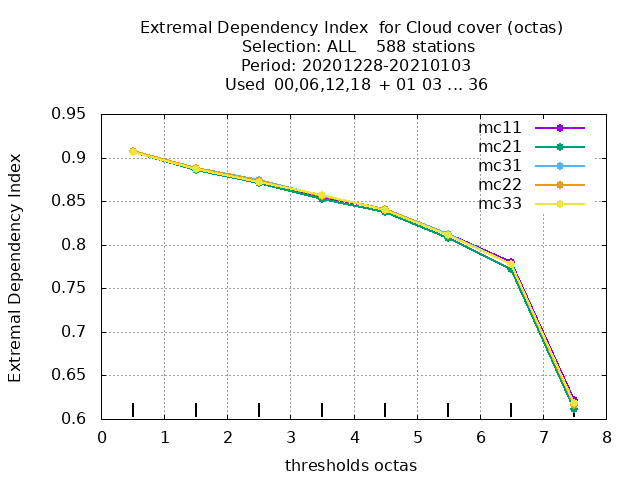 Extremal Dependency Index  for Cloud cover (octas)
Selection: ALL    588 stations
Period: 20201228-20210103
Used  00,06,12,18  + 01 03 ... 36
0.95
0.9
0.85
0.8
0.75
0.7
0.65
0.6
Extremal Dependency Index
mc11
mc21
mc31
mc22
mc33
0 1 2 3 4 5 6 7 8
thresholds octas